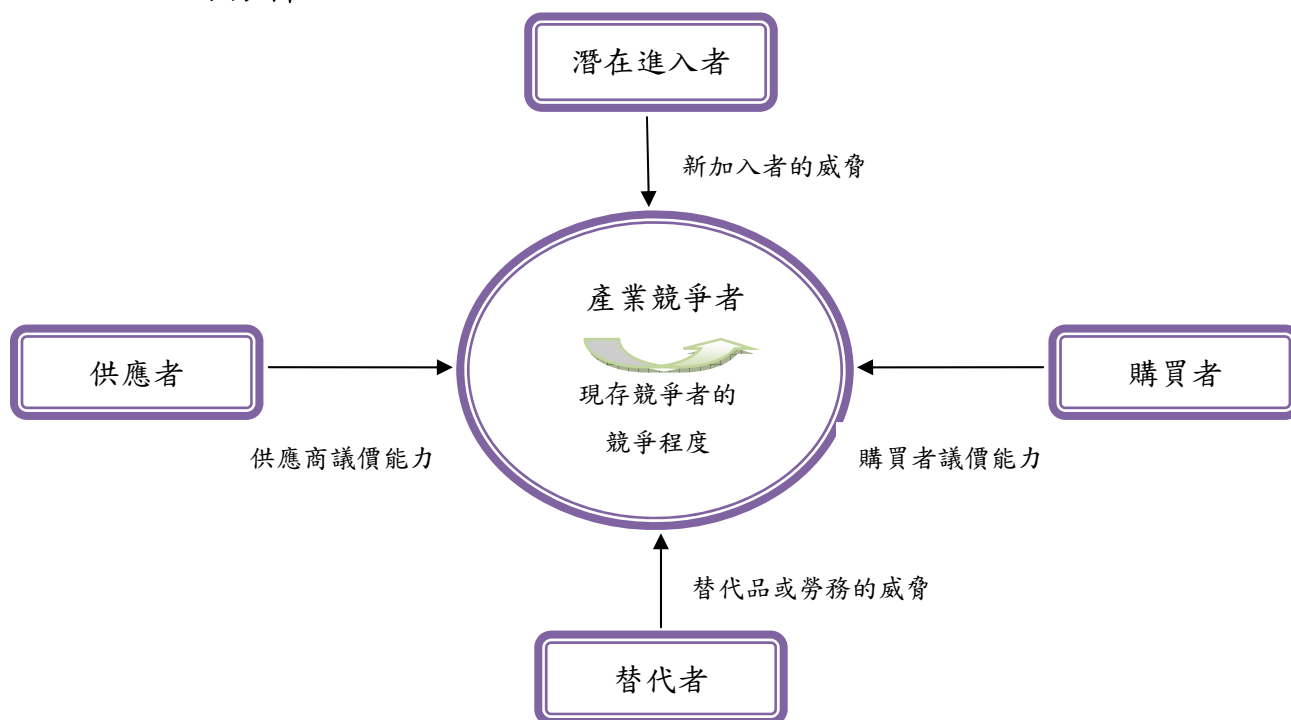 潛在進入者
新加入者的威脅
產業競爭者
供應者
現存競爭者的
購買者
競爭程度
供應商議價能力
購買者議價能力
替代品或勞務的威脅
替代者